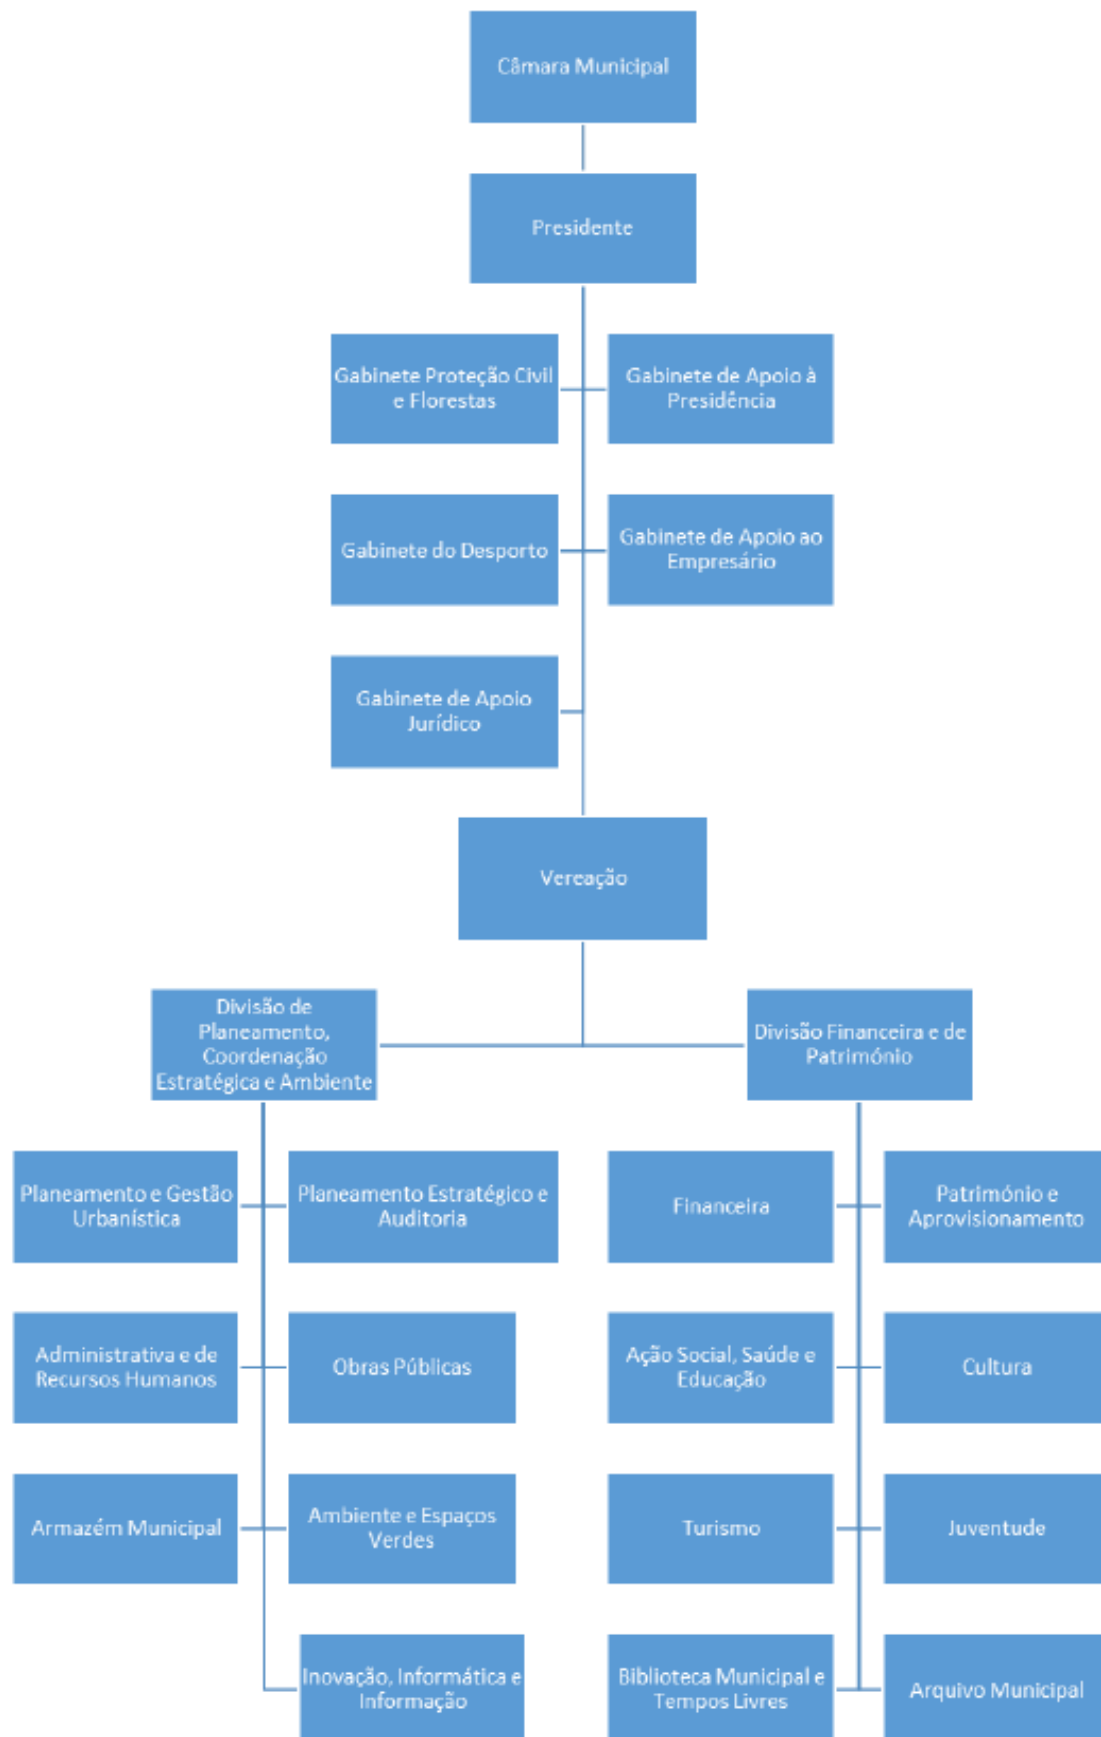 Câmara Municipal
Presidente
Gabinete Proteção Civil
e Florestas
Gabinete de Apoio à
Presidência
Gabinete do Desporto
Gabinete de Apoio ao
Empresário
Gabinete de Apoio
Jurídico
Vereação
Divisão de
Planeamento,
Coordenação
Estratégica e Ambiente
Divisão Financeira e de
Património
Planeamento e Gestão
Urbanística
Planeamento Estratégico e
Auditoria
Financeira
Património e
Aprovisionamento
Administrativa e de
Recursos Humanos
Obras Públicas
Ação Social, Saúde e
Educação
Cultura
Armazém Municipal
Ambiente e Espaços
Verdes
Turismo
Juventude
Inovação, Informática e
Informação
Biblioteca Municipal e
Tempos Livres
Arquivo Municipal